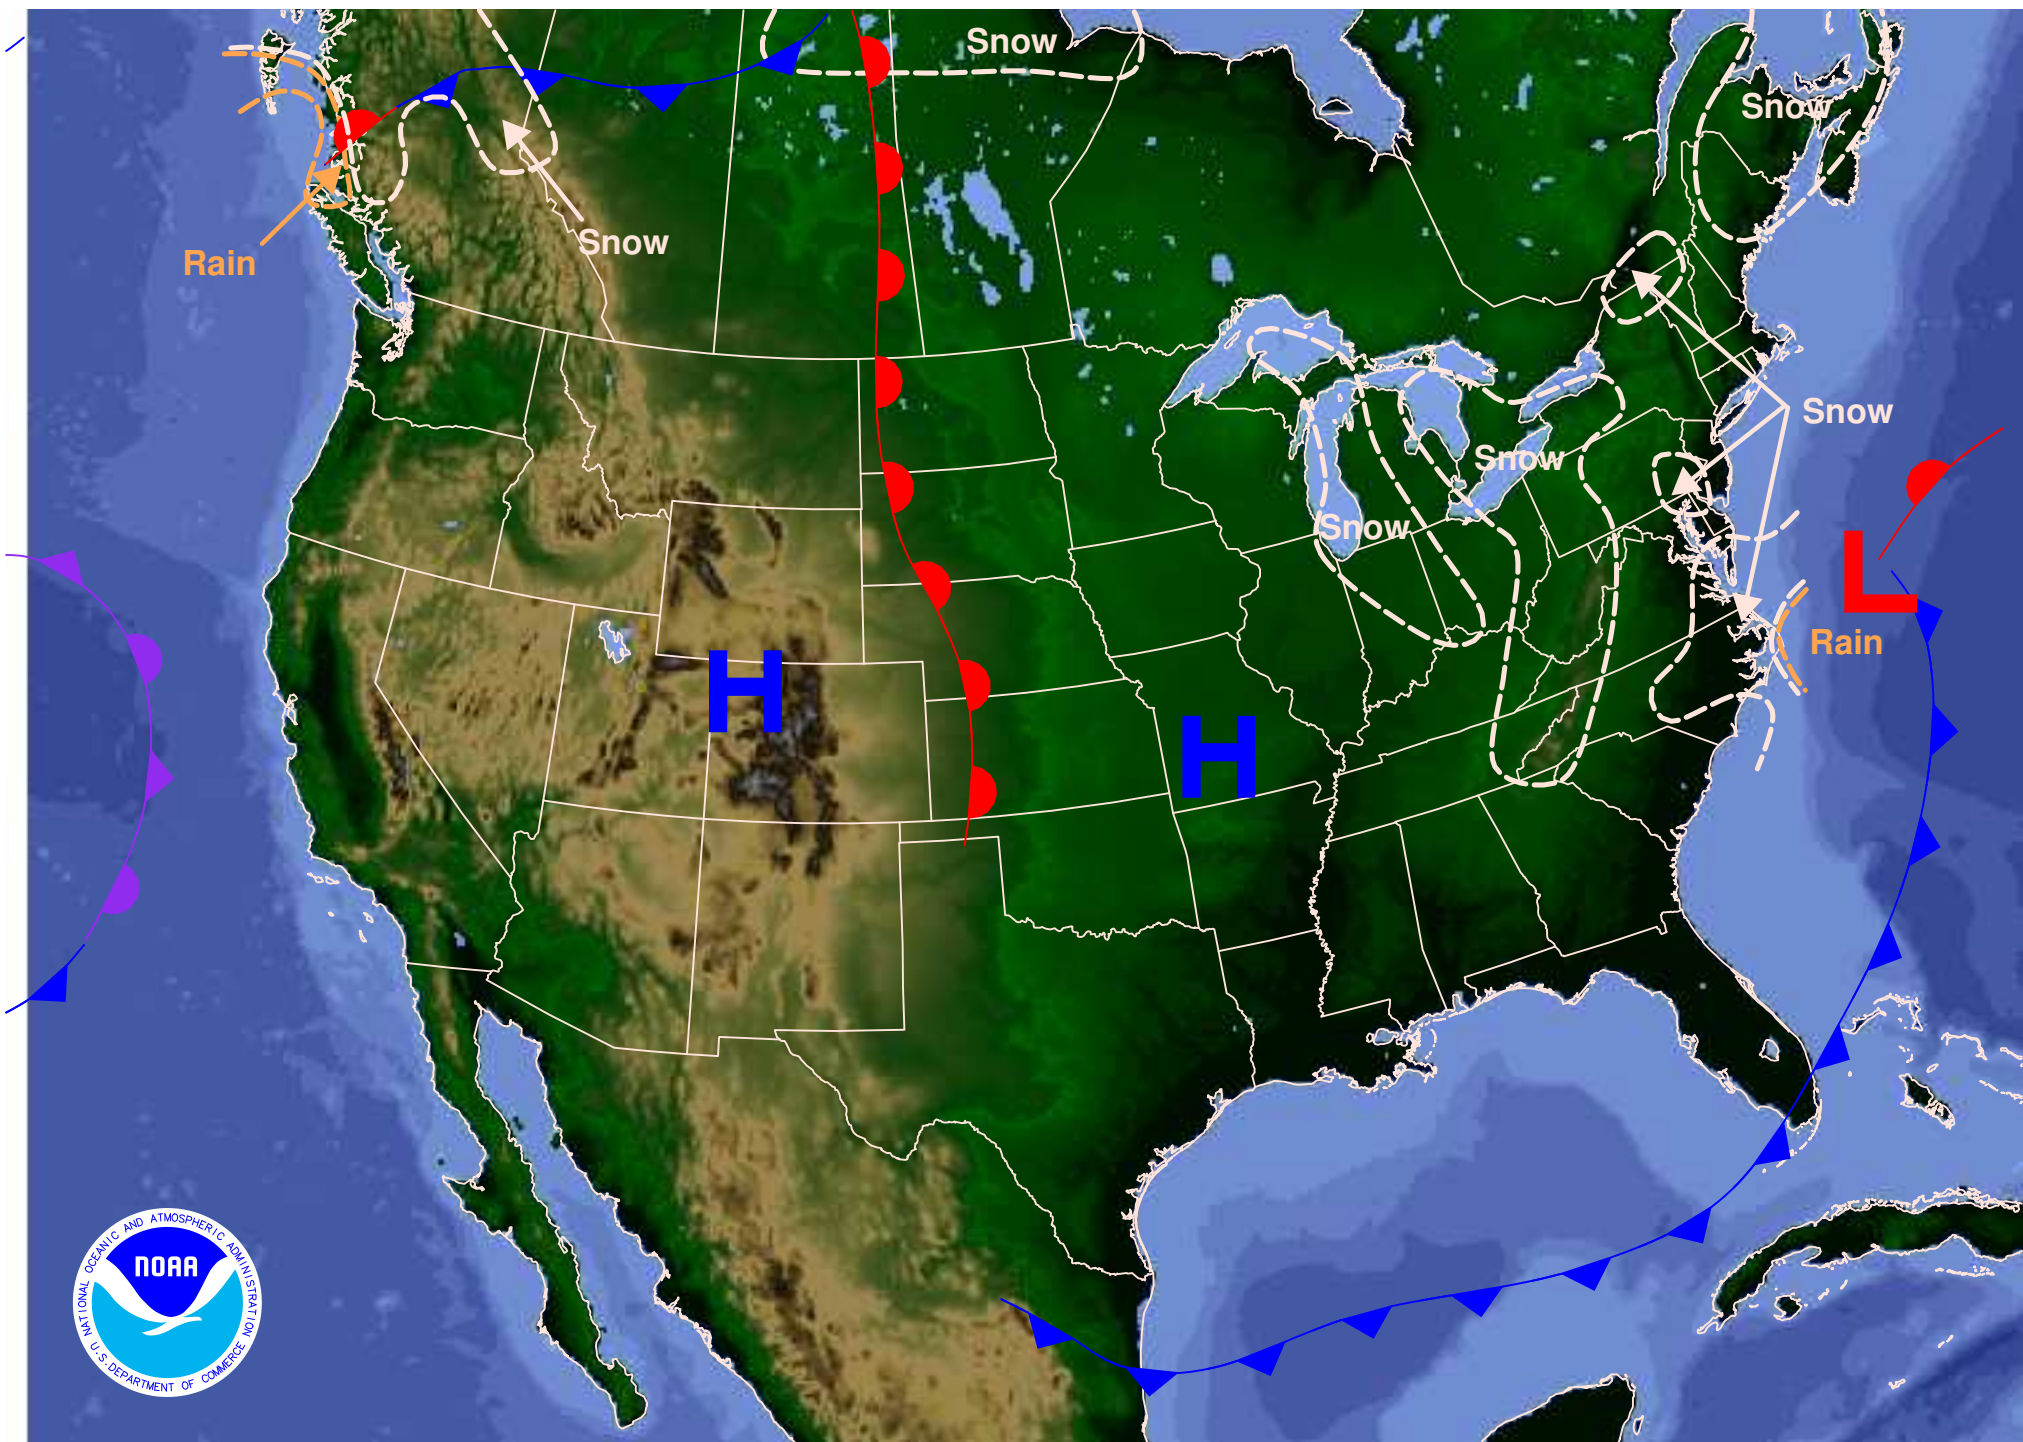 Snow
Snow
Snow
Rain
Snow
Snow
Snow
L
Rain
H
H
NATIONAL OCEANIC AND ATMOSPHERIC ADMINISTRATION
NOAA
U.S. DEPARTMENT OF COMMERCE